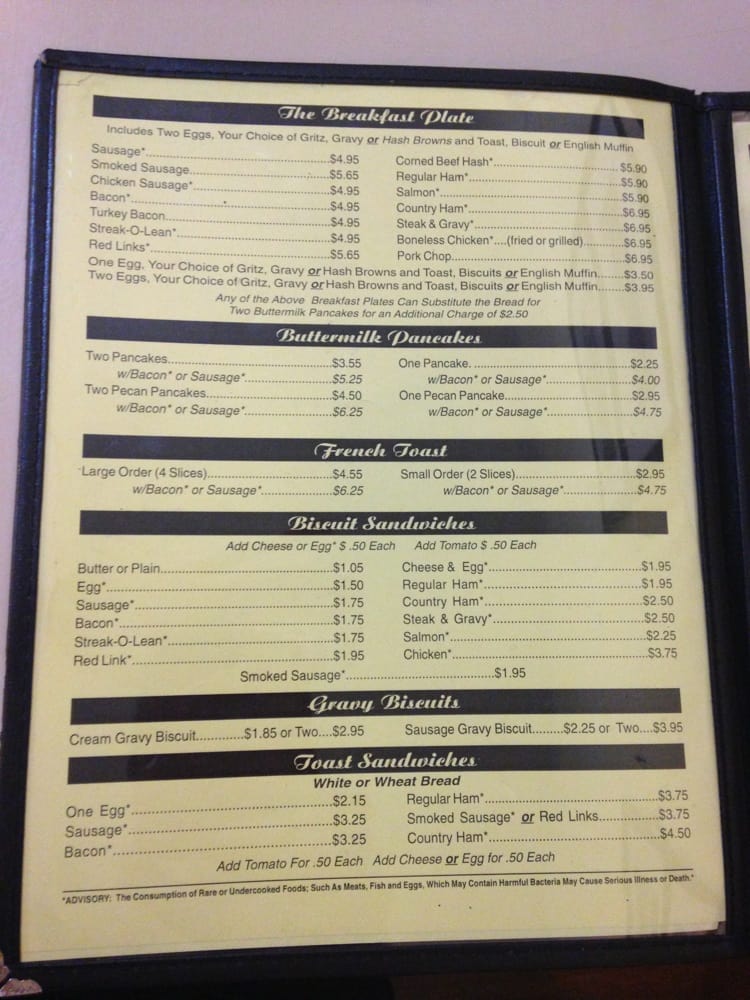 The Breakfast Plate
Includes Two Eggs, Your Choice of Gritz, Gravy or Hash Browns and Toast, Biscuit or English Muffin
Sausage*...$4.95
Smoked Sausage...$5.65
Chicken Sausage*...$4.95
Bacon*...$4.95
Turkey Bacon...$4.95
Streak-O-Lean*...$4.95
Red Links*...$5.65
Corned Beef Hash*...$5.90
Regular Ham*...$5.90
Salmon*...$5.90
Country Ham*...$6.95
Steak & Gravy*...$6.95
Boneless Chicken*....(fried or grilled)...$6.95
Pork Chop...$6.95
One Egg, Your Choice of Gritz, Gravy or Hash Browns and Toast, Biscuits or English Muffin...$3.50
Two Eggs, Your Choice of Gritz, Gravy or Hash Browns and Toast, Biscuits or English Muffin...$3.95
Any of the Above Breakfast Plates Can Substitute the Bread for
Two Buttermilk Pancakes for an Additional Charge of $2.50
Buttermilk Pancakes
Two Pancakes...$3.55
w/Bacon* or Sausage*...$5.25
Two Pecan Pancakes...$4.50
w/Bacon* or Sausage*...$6.25
One Pancake...$2.25
w/Bacon* or Sausage*...$4.00
One Pecan Pancake...$2.95
w/Bacon* or Sausage*...$4.75
French Toast
Large Order (4 Slices)...$4.55
w/Bacon* or Sausage*...$6.25
Small Order (2 Slices)...$2.95
w/Bacon* or Sausage*...$4.75
Biscuit Sandwiches
Add Cheese or Egg* $ .50 Each Add Tomato $ .50 Each
Butter or Plain...$1.05
Egg*...$1.50
Sausage*...$1.75
Bacon*...$1.75
Streak-O-Lean*...$1.75
Red Link*...$1.95
Cheese & Egg*...$1.95
Regular Ham*...$1.95
Country Ham*...$2.50
Steak & Gravy*...$2.50
Salmon*...$2.25
Chicken*...$3.75
Smoked Sausage*...$1.95
Gravy Biscuits
Cream Gravy Biscuit...$1.85 or Two....$2.95
Sausage Gravy Biscuit...$2.25 or Two....$3.95
Toast Sandwiches
White or Wheat Bread
One Egg*...$2.15
Sausage*...$3.25
Bacon*...$3.25
Regular Ham*...$3.75
Smoked Sausage* or Red Links...$3.75
Country Ham*...$4.50
Add Tomato For .50 Each Add Cheese or Egg for .50 Each
*ADVISORY: The Consumption of Rare or Undercooked Foods; Such As Meats, Fish and Eggs, Which May Contain Harmful Bacteria May Cause Serious Illness or Death.*